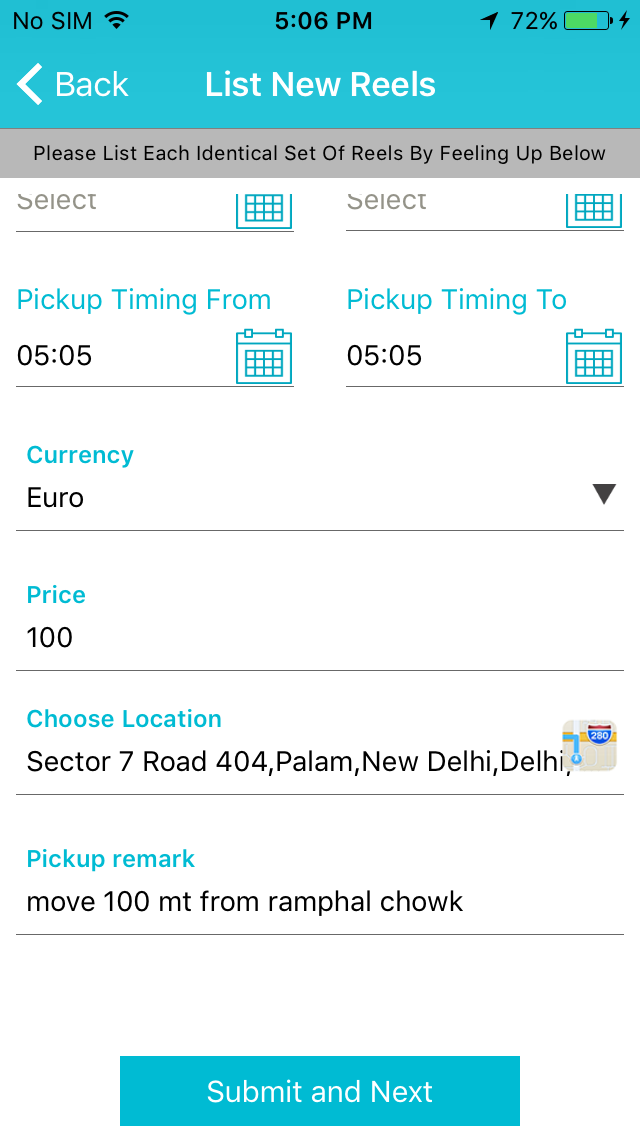 No SIM 5:06 PM 72%
Back List New Reels
Please List Each Identical Set Of Reels By Feeling Up Below
Select Select
Pickup Timing From Pickup Timing To
05:05 05:05
Currency
Euro
Price
100
Choose Location
280
Sector 7 Road 404,Palam,New Delhi,Delhi,
Pickup remark
move 100 mt from ramphal chowk
Submit and Next